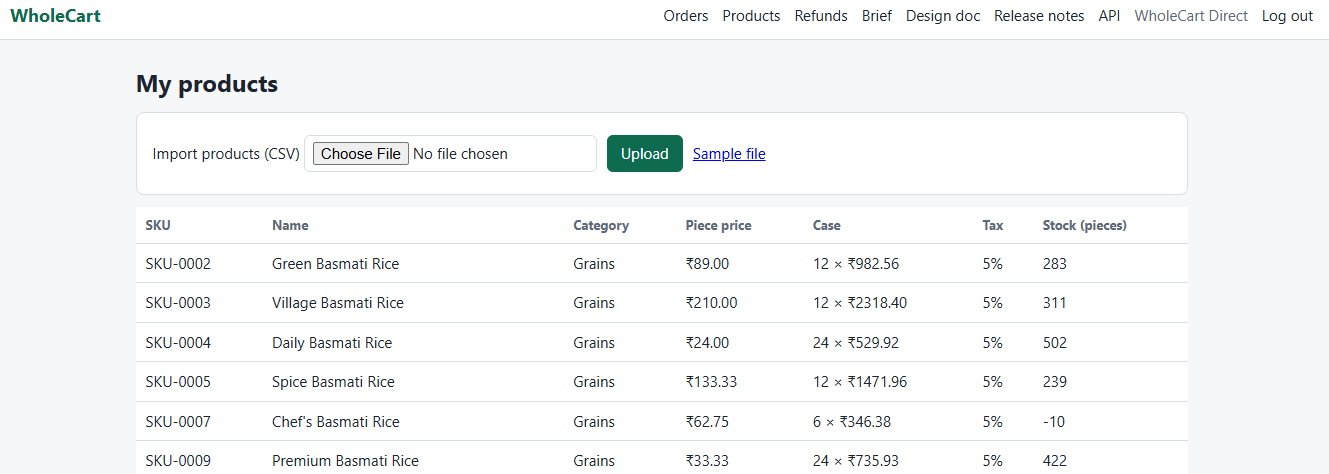 WholeCart Orders Products Refunds Brief Design doc Release notes API WholeCart Direct Log out
My products
Import products (CSV) Choose File No file chosen Upload Sample file
SKU Name Category Piece price Case Tax Stock (pieces)
SKU-0002 Green Basmati Rice Grains ₹89.00 12 × ₹982.56 5% 283
SKU-0003 Village Basmati Rice Grains ₹210.00 12 × ₹2318.40 5% 311
SKU-0004 Daily Basmati Rice Grains ₹24.00 24 × ₹529.92 5% 502
SKU-0005 Spice Basmati Rice Grains ₹133.33 12 × ₹1471.96 5% 239
SKU-0007 Chef's Basmati Rice Grains ₹62.75 6 × ₹346.38 5% -10
SKU-0009 Premium Basmati Rice Grains ₹33.33 24 × ₹735.93 5% 422